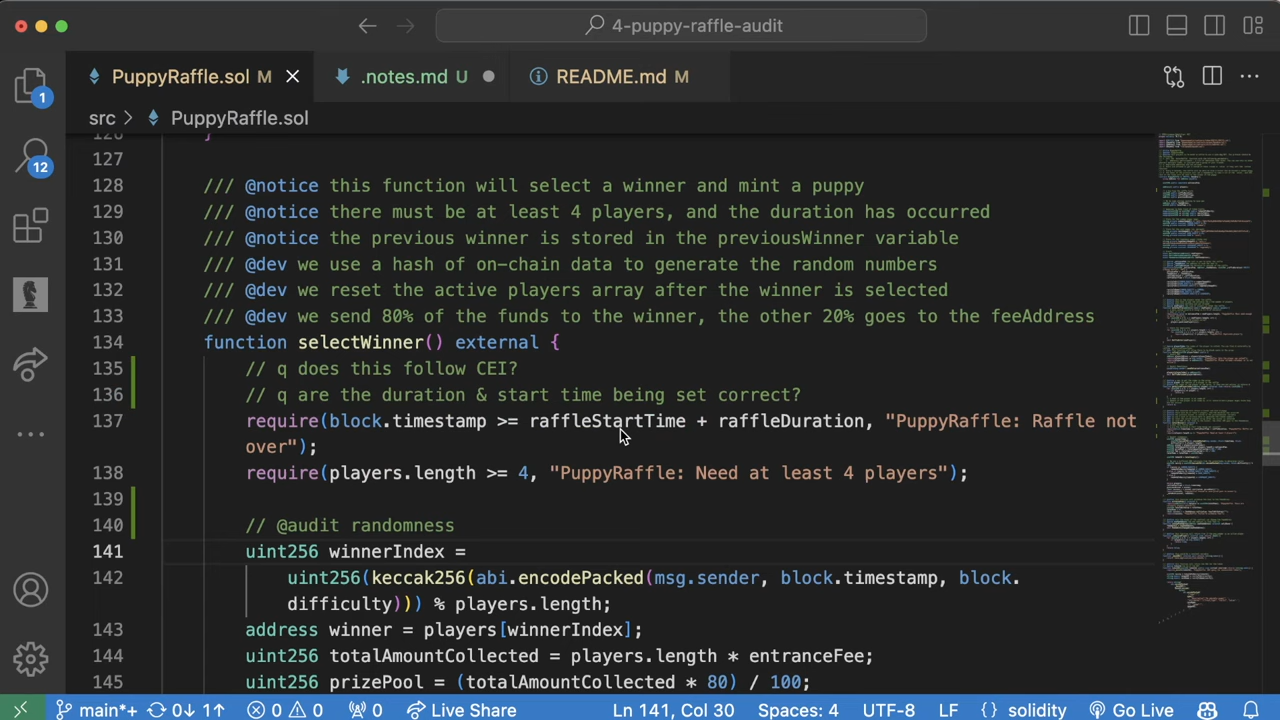 4-puppy-raffle-audit
PuppyRaffle.sol M
.notes.md U
README.md M
1
src > PuppyRaffle.sol
126 }
127
12
128 /// @notice this function will select a winner and mint a puppy
129 /// @notice there must be at least 4 players, and the duration has occurred
130 /// @notice the previous winner is stored in the previousWinner variable
131 /// @dev we use a hash of on-chain data to generate the random numbers
132 /// @dev we reset the active players array after the winner is selected
133 /// @dev we send 80% of the funds to the winner, the other 20% goes to the feeAddress
134 function selectWinner() external {
135 // q does this follow CEI?
136 // q are the duration & start time being set correct?
137 require(block.timestamp >= raffleStartTime + raffleDuration, "PuppyRaffle: Raffle not
over");
138 require(players.length >= 4, "PuppyRaffle: Need at least 4 players");
139
140 // @audit randomness
141 uint256 winnerIndex =
142 uint256(keccak256(abi.encodePacked(msg.sender, block.timestamp, block.
difficulty))) % players.length;
143 address winner = players[winnerIndex];
144 uint256 totalAmountCollected = players.length * entranceFee;
145 uint256 prizePool = (totalAmountCollected * 80) / 100;
main*+ 0↓ 1↑ 0 0 0 Live Share Ln 141, Col 30 Spaces: 4 UTF-8 LF {} solidity Go Live